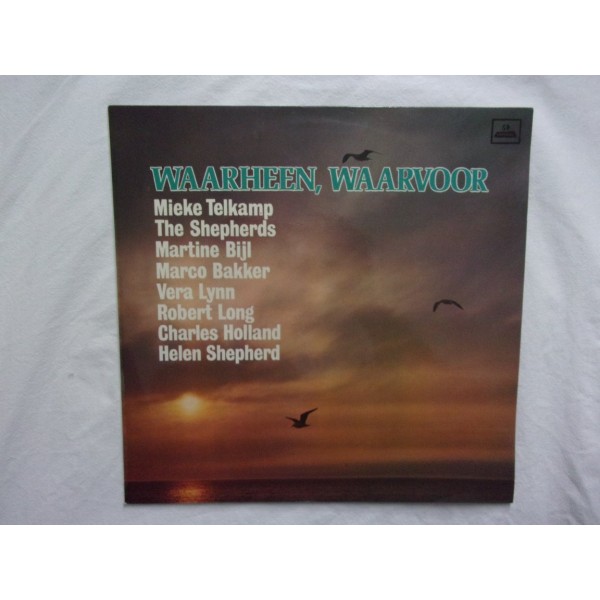 WAARHEEN, WAARVOOR
Mieke Telkamp
The Shepherds
Martine Bijl
Marco Bakker
Vera Lynn
Robert Long
Charles Holland
Helen Shepherd